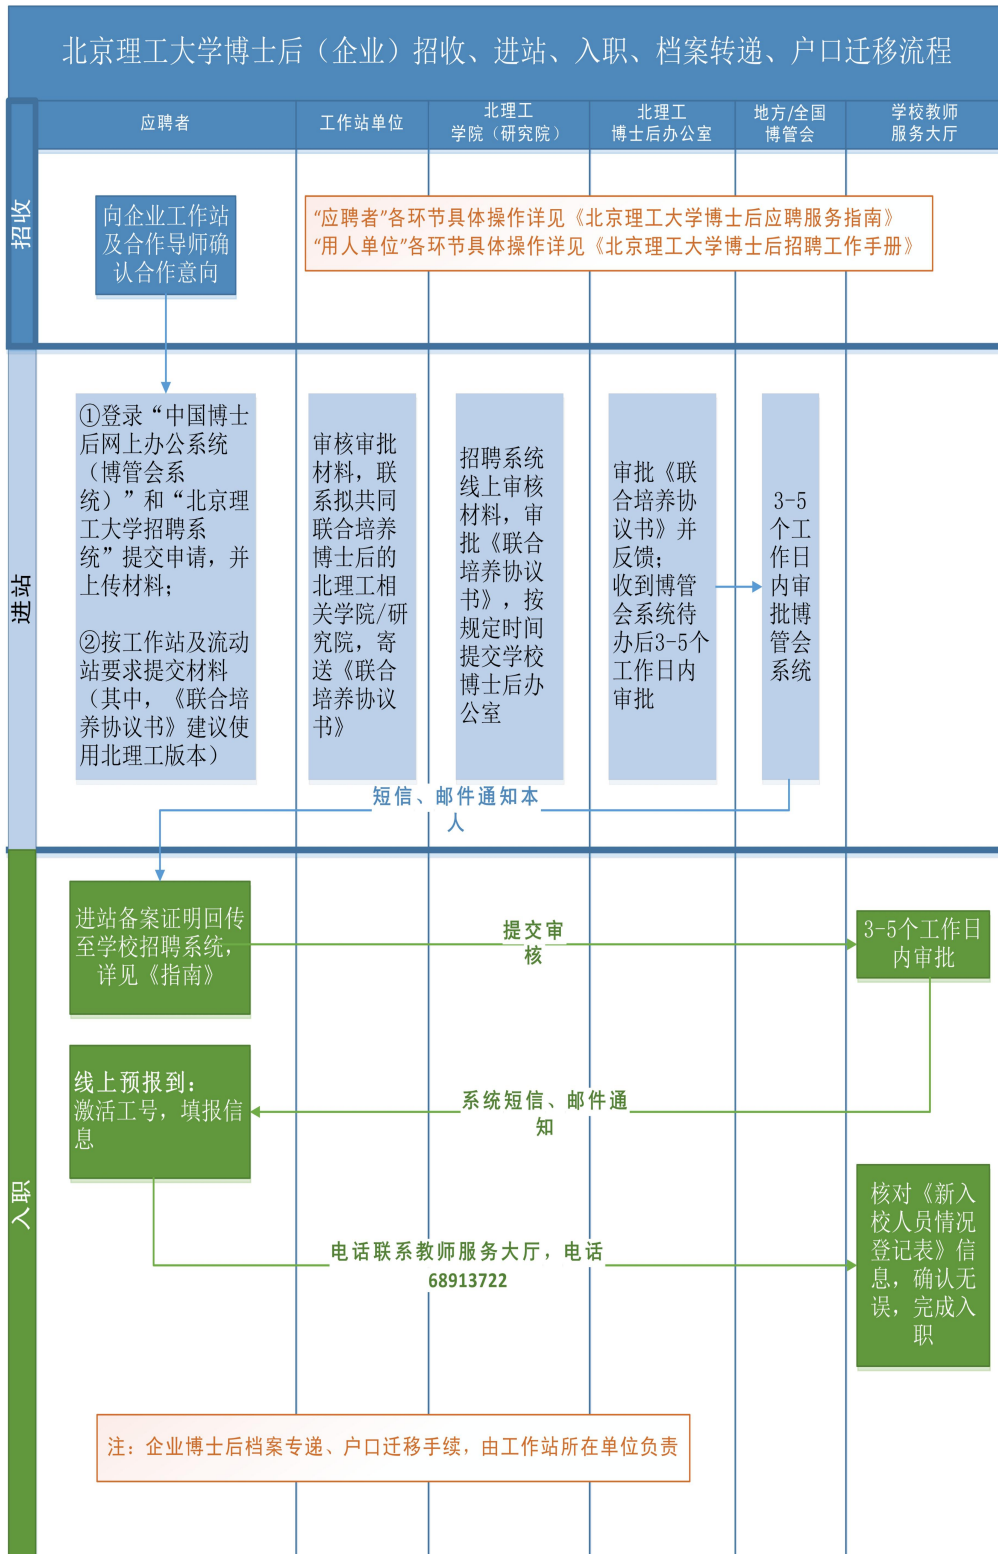 北京理工大学博士后（企业）招收、进站、入职、档案转递、户口迁移流程
应聘者
工作站单位
北理工
学院（研究院）
北理工
博士后办公室
地方/全国
博管会
学校教师
服务大厅
招收
向企业工作站
及合作导师确
认合作意向
“应聘者”各环节具体操作详见《北京理工大学博士后应聘服务指南》
“用人单位”各环节具体操作详见《北京理工大学博士后招聘工作手册》
进站
①登录“中国博士
后网上办公系统
（博管会系
统）”和“北京理
工大学招聘系
统”提交申请，并
上传材料；
②按工作站及流动
站要求提交材料
（其中，《联合培
养协议书》建议使
用北理工版本）
审核审批
材料，联
系拟共同
联合培养
博士后的
北理工相
关学院/研
究院，寄
送《联合
培养协议
书》
招聘系统
线上审核
材料，审
批《联合
培养协议
书》，按
规定时间
提交学校
博士后办
公室
审批《联
合培养协
议书》并
反馈；
收到博管
会系统待
办后3-5个
工作日内
审批
3-5
个工
作日
内审
批博
管会
系统
短信、邮件通知本
人
入职
进站备案证明回传
至学校招聘系统，
详见《指南》
提交审
核
3-5个工作日
内审批
线上预报到：
激活工号，填报信
息
系统短信、邮件通
知
电话联系教师服务大厅，电话
68913722
核对《新入
校人员情况
登记表》信
息，确认无
误，完成入
职
注：企业博士后档案专递、户口迁移手续，由工作站所在单位负责